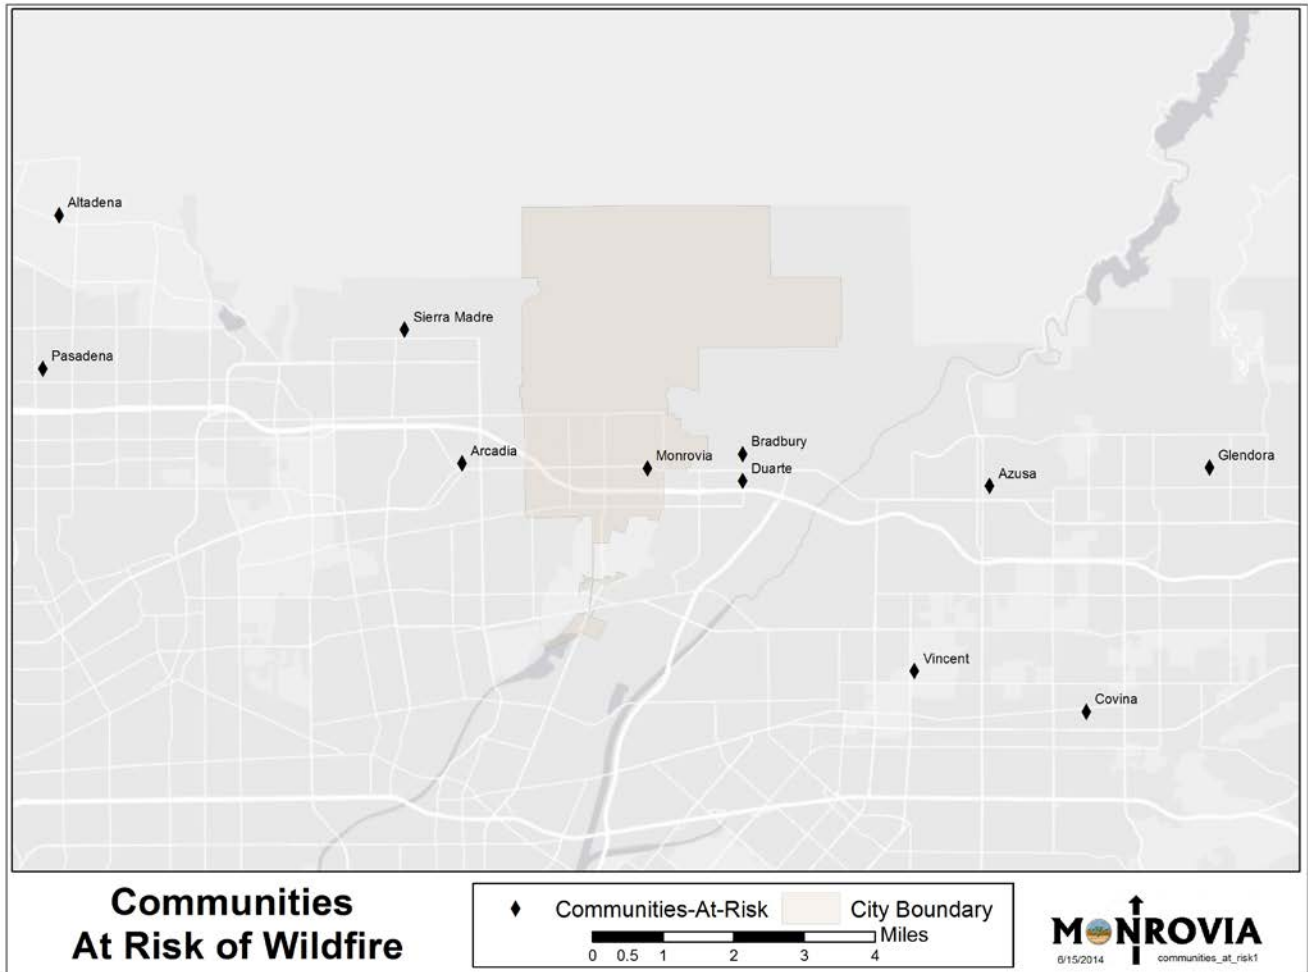 Altadena
Sierra Madre
Pasadena
Arcadia
Monrovia
Bradbury
Duarte
Azusa
Glendora
Vincent
Covina
Communities
At Risk of Wildfire
Communities-At-Risk
City Boundary
Miles
0 0.5 1 2 3 4
MONROVIA
6/15/2014
communities_at_risk1